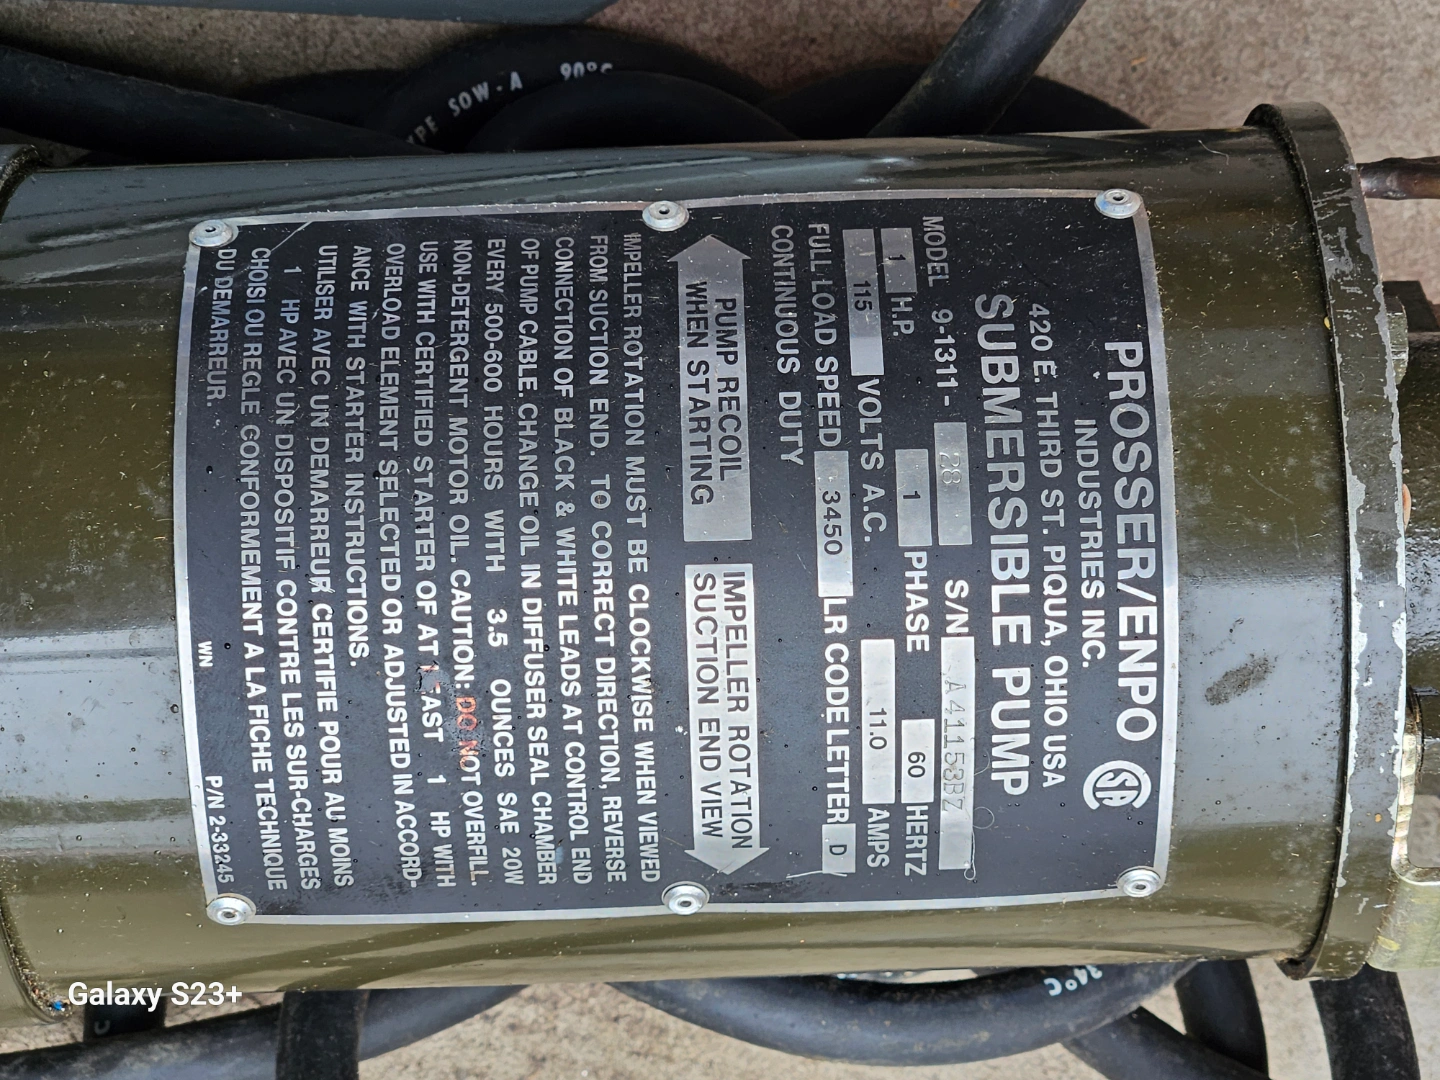 PROSSER/ENPO
INDUSTRIES INC.
420 E. THIRD ST. PIQUA, OHIO USA
SUBMERSIBLE PUMP
SA
MODEL 9-1311- 28 S/N A41153BZ
1 H.P. 1 PHASE 60 HERTZ
115 VOLTS A.C. 11.0 AMPS
FULL LOAD SPEED 3450 LR CODE LETTER D
CONTINUOUS DUTY
PUMP RECOIL
WHEN STARTING
IMPELLER ROTATION
SUCTION END VIEW
IMPELLER ROTATION MUST BE CLOCKWISE WHEN VIEWED
FROM SUCTION END. TO CORRECT DIRECTION, REVERSE
CONNECTION OF BLACK & WHITE LEADS AT CONTROL END
OF PUMP CABLE. CHANGE OIL IN DIFFUSER SEAL CHAMBER
EVERY 500-600 HOURS WITH 3.5 OUNCES SAE 20W
NON-DETERGENT MOTOR OIL. CAUTION: DO NOT OVERFILL.
USE WITH CERTIFIED STARTER OF AT LEAST 1 HP WITH
OVERLOAD ELEMENT SELECTED OR ADJUSTED IN ACCORD-
ANCE WITH STARTER INSTRUCTIONS.
UTILISER AVEC UN DEMARREUR CERTIFIE POUR AU MOINS
1 HP AVEC UN DISPOSITIF CONTRE LES SUR-CHARGES
CHOISI OU REGLE CONFORMEMENT A LA FICHE TECHNIQUE
DU DEMARREUR.
WN P/N 2-33245
SOW-A 90°C
Galaxy S23+